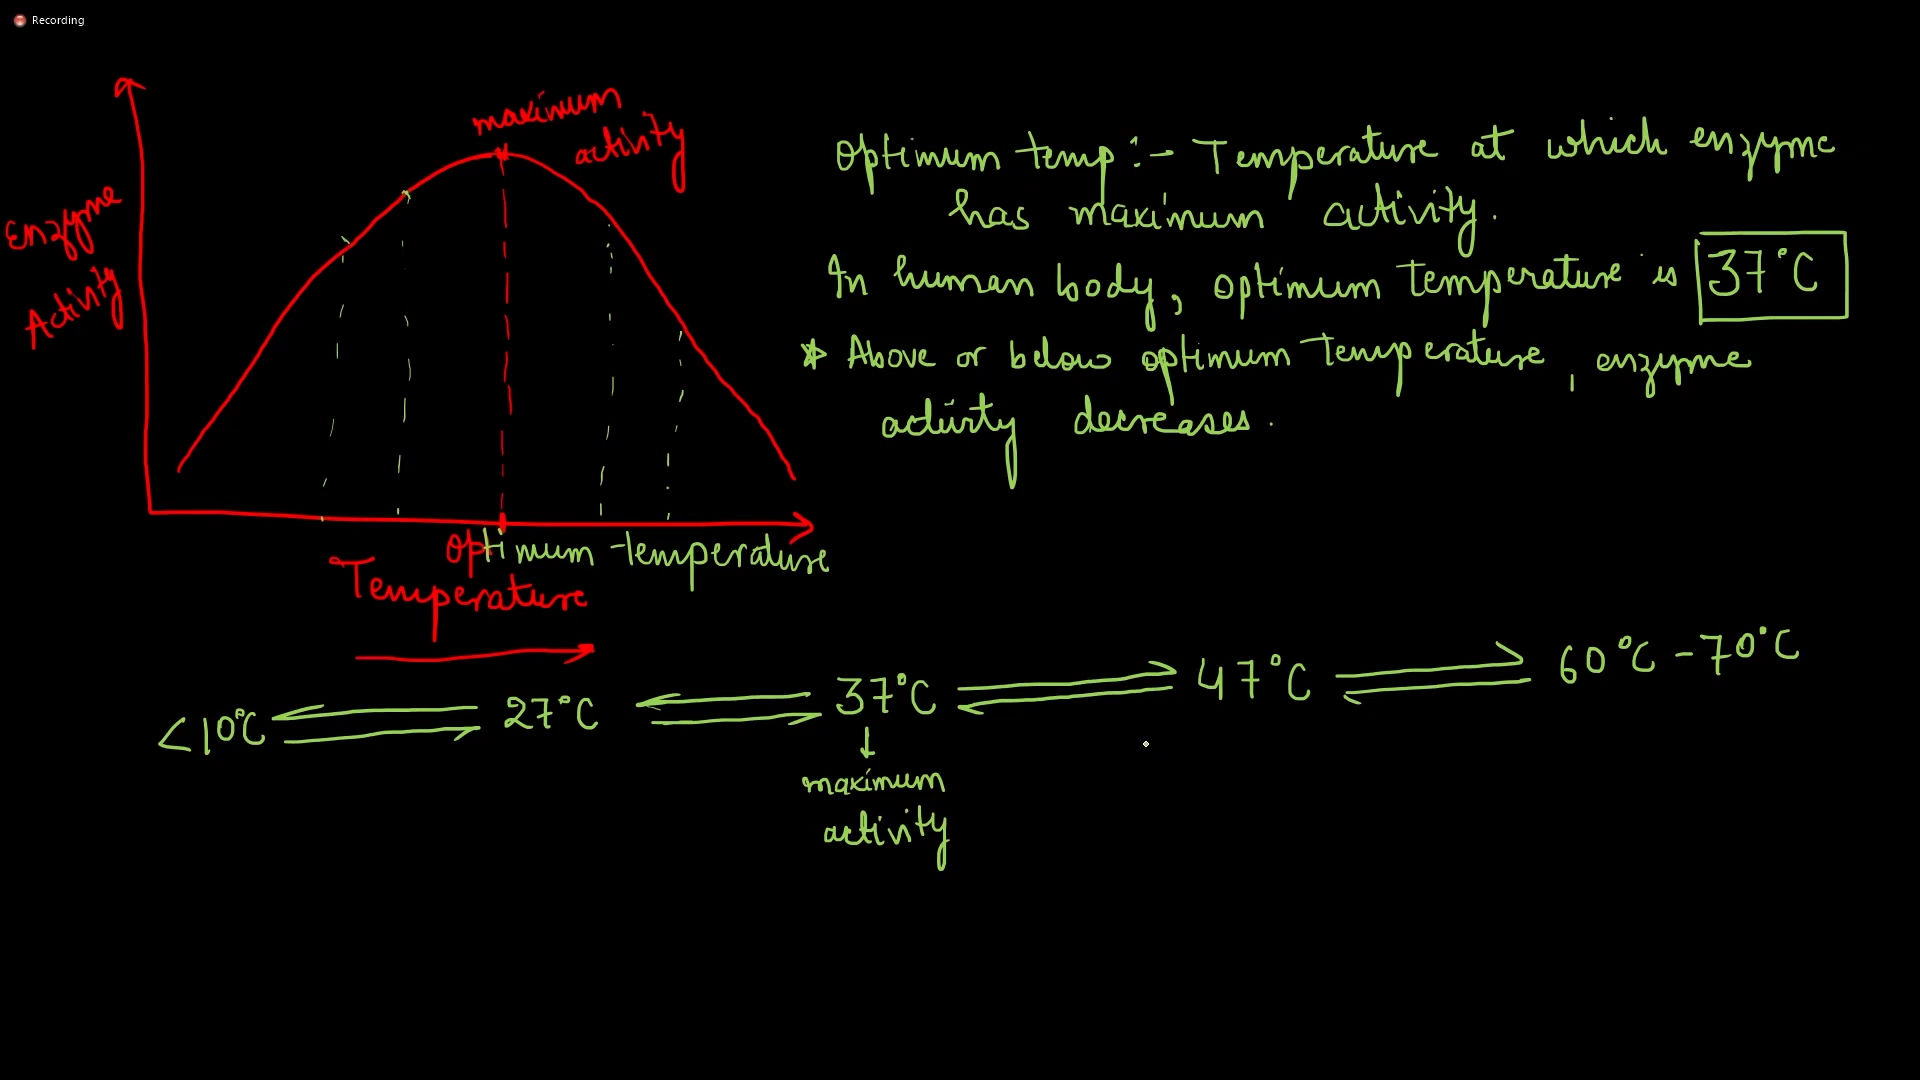 Recording
maximum
activity
Enzyme
Activity
Optimum temperature
Temperature
Optimum temp :- Temperature at which enzyme
has maximum activity.
In human body, optimum temperature is 37°C
* Above or below optimum Temperature, enzyme
activity decreases.
<10°C 27°C 37°C 47°C 60°C - 70°C
maximum
activity